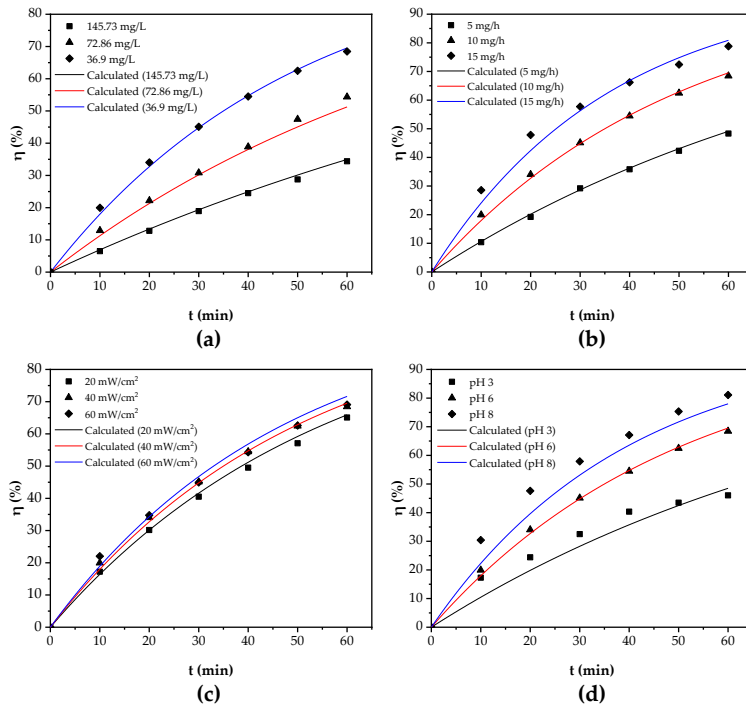 80
70
60
50
40
30
20
10
0
η (%)
145.73 mg/L
72.86 mg/L
36.9 mg/L
Calculated (145.73 mg/L)
Calculated (72.86 mg/L)
Calculated (36.9 mg/L)
0 10 20 30 40 50 60
t (min)
(a)
90
80
70
60
50
40
30
20
10
0
η (%)
5 mg/h
10 mg/h
15 mg/h
Calculated (5 mg/h)
Calculated (10 mg/h)
Calculated (15 mg/h)
0 10 20 30 40 50 60
t (min)
(b)
80
70
60
50
40
30
20
10
0
η (%)
20 mW/cm²
40 mW/cm²
60 mW/cm²
Calculated (20 mW/cm²)
Calculated (40 mW/cm²)
Calculated (60 mW/cm²)
0 10 20 30 40 50 60
t (min)
(c)
90
80
70
60
50
40
30
20
10
0
η (%)
pH 3
pH 6
pH 8
Calculated (pH 3)
Calculated (pH 6)
Calculated (pH 8)
0 10 20 30 40 50 60
t (min)
(d)